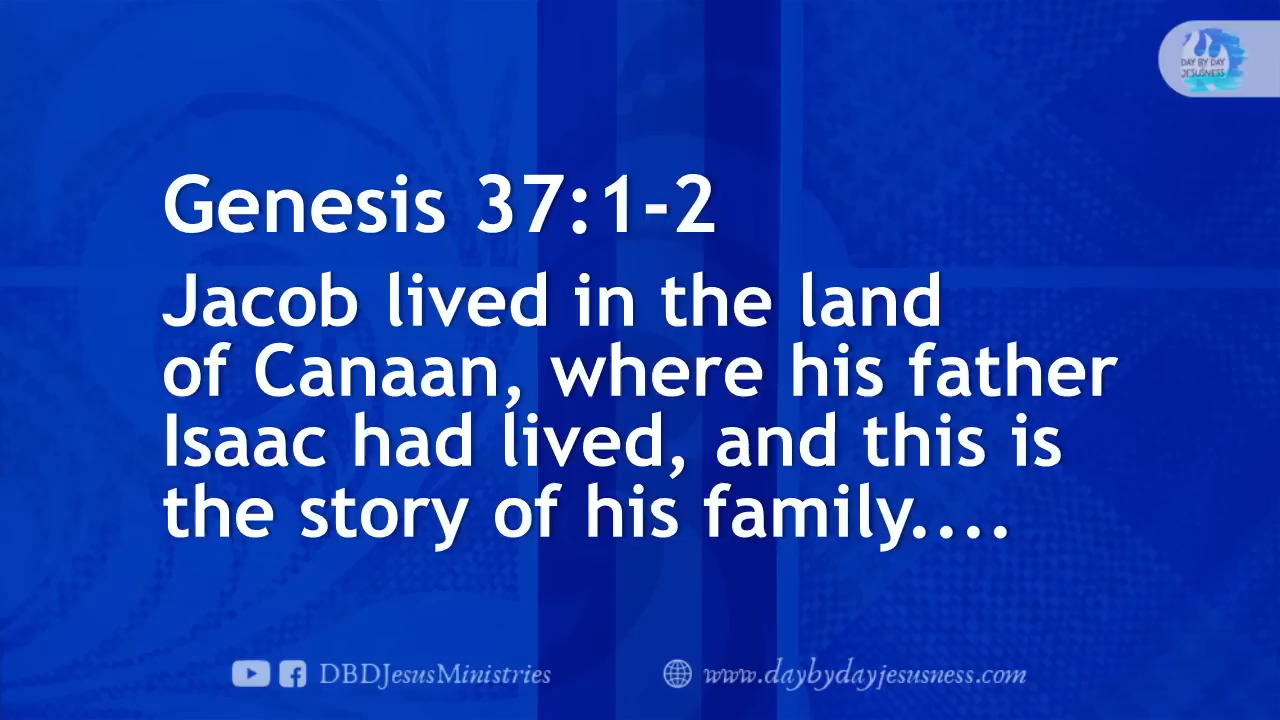 DAY BY DAY
JESUSNESS
Genesis 37:1-2
Jacob lived in the land
of Canaan, where his father
Isaac had lived, and this is
the story of his family....
DBDJesusMinistries
www.daybydayjesusness.com